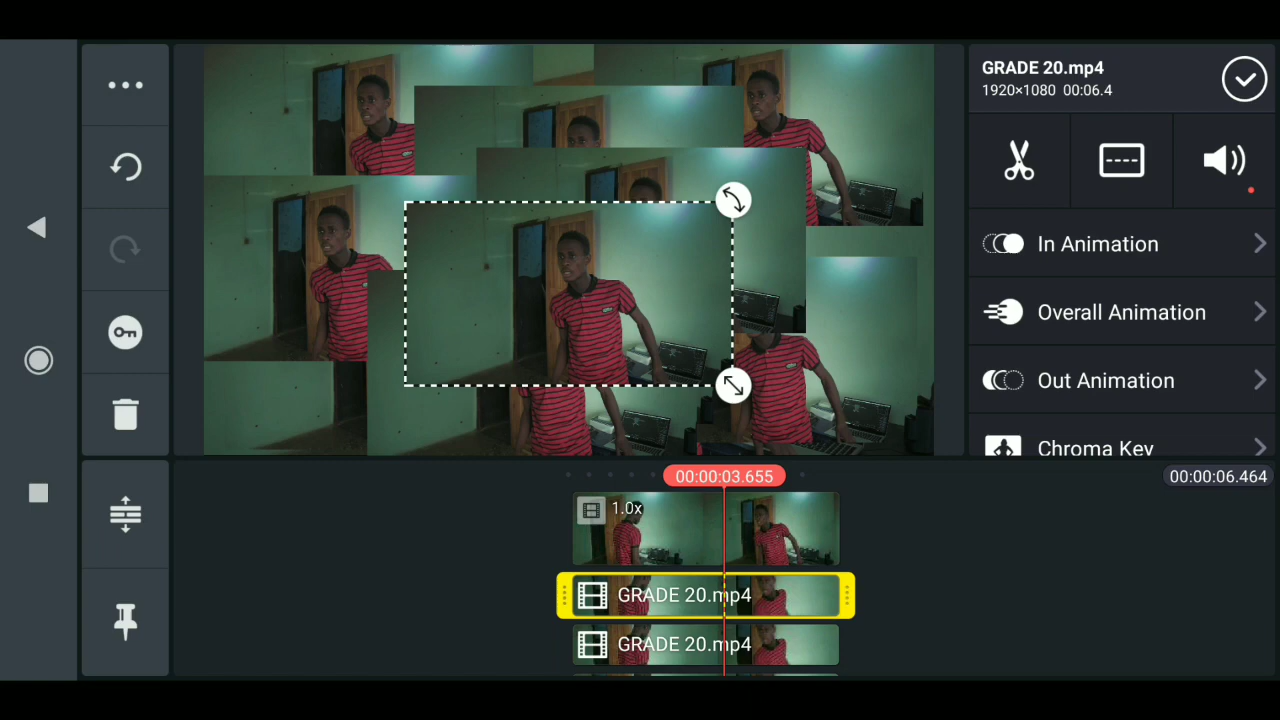 GRADE 20.mp4
1920×1080 00:06.4
In Animation
Overall Animation
Out Animation
Chroma Key
00:00:03.655
00:00:06.464
1.0x
GRADE 20.mp4
GRADE 20.mp4